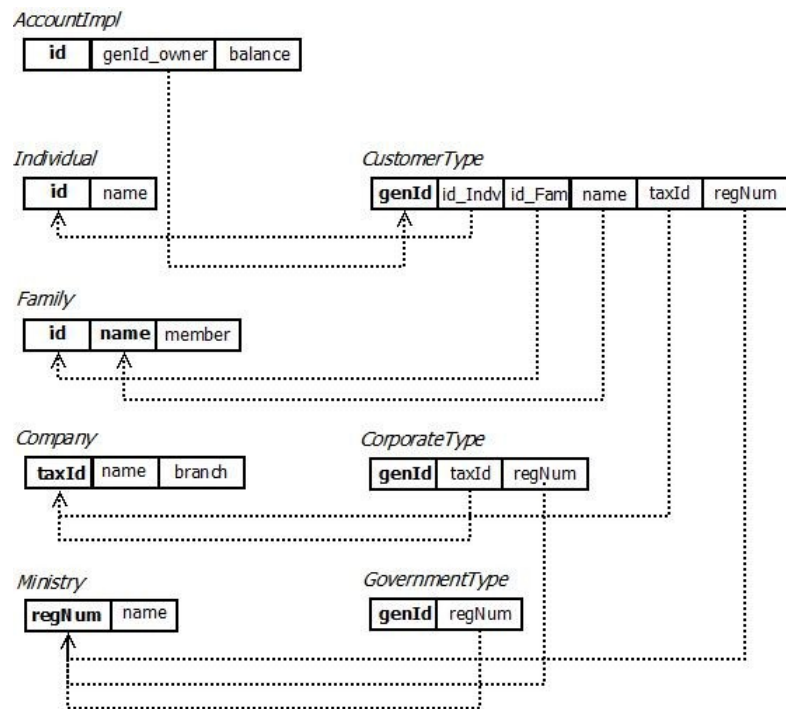 AccountImpl
id genId_owner balance
Individual CustomerType
id name genId id_Indv id_Fam name taxId regNum
Family
id name member
Company CorporateType
taxId name branch genId taxId regNum
Ministry GovernmentType
regNum name genId regNum